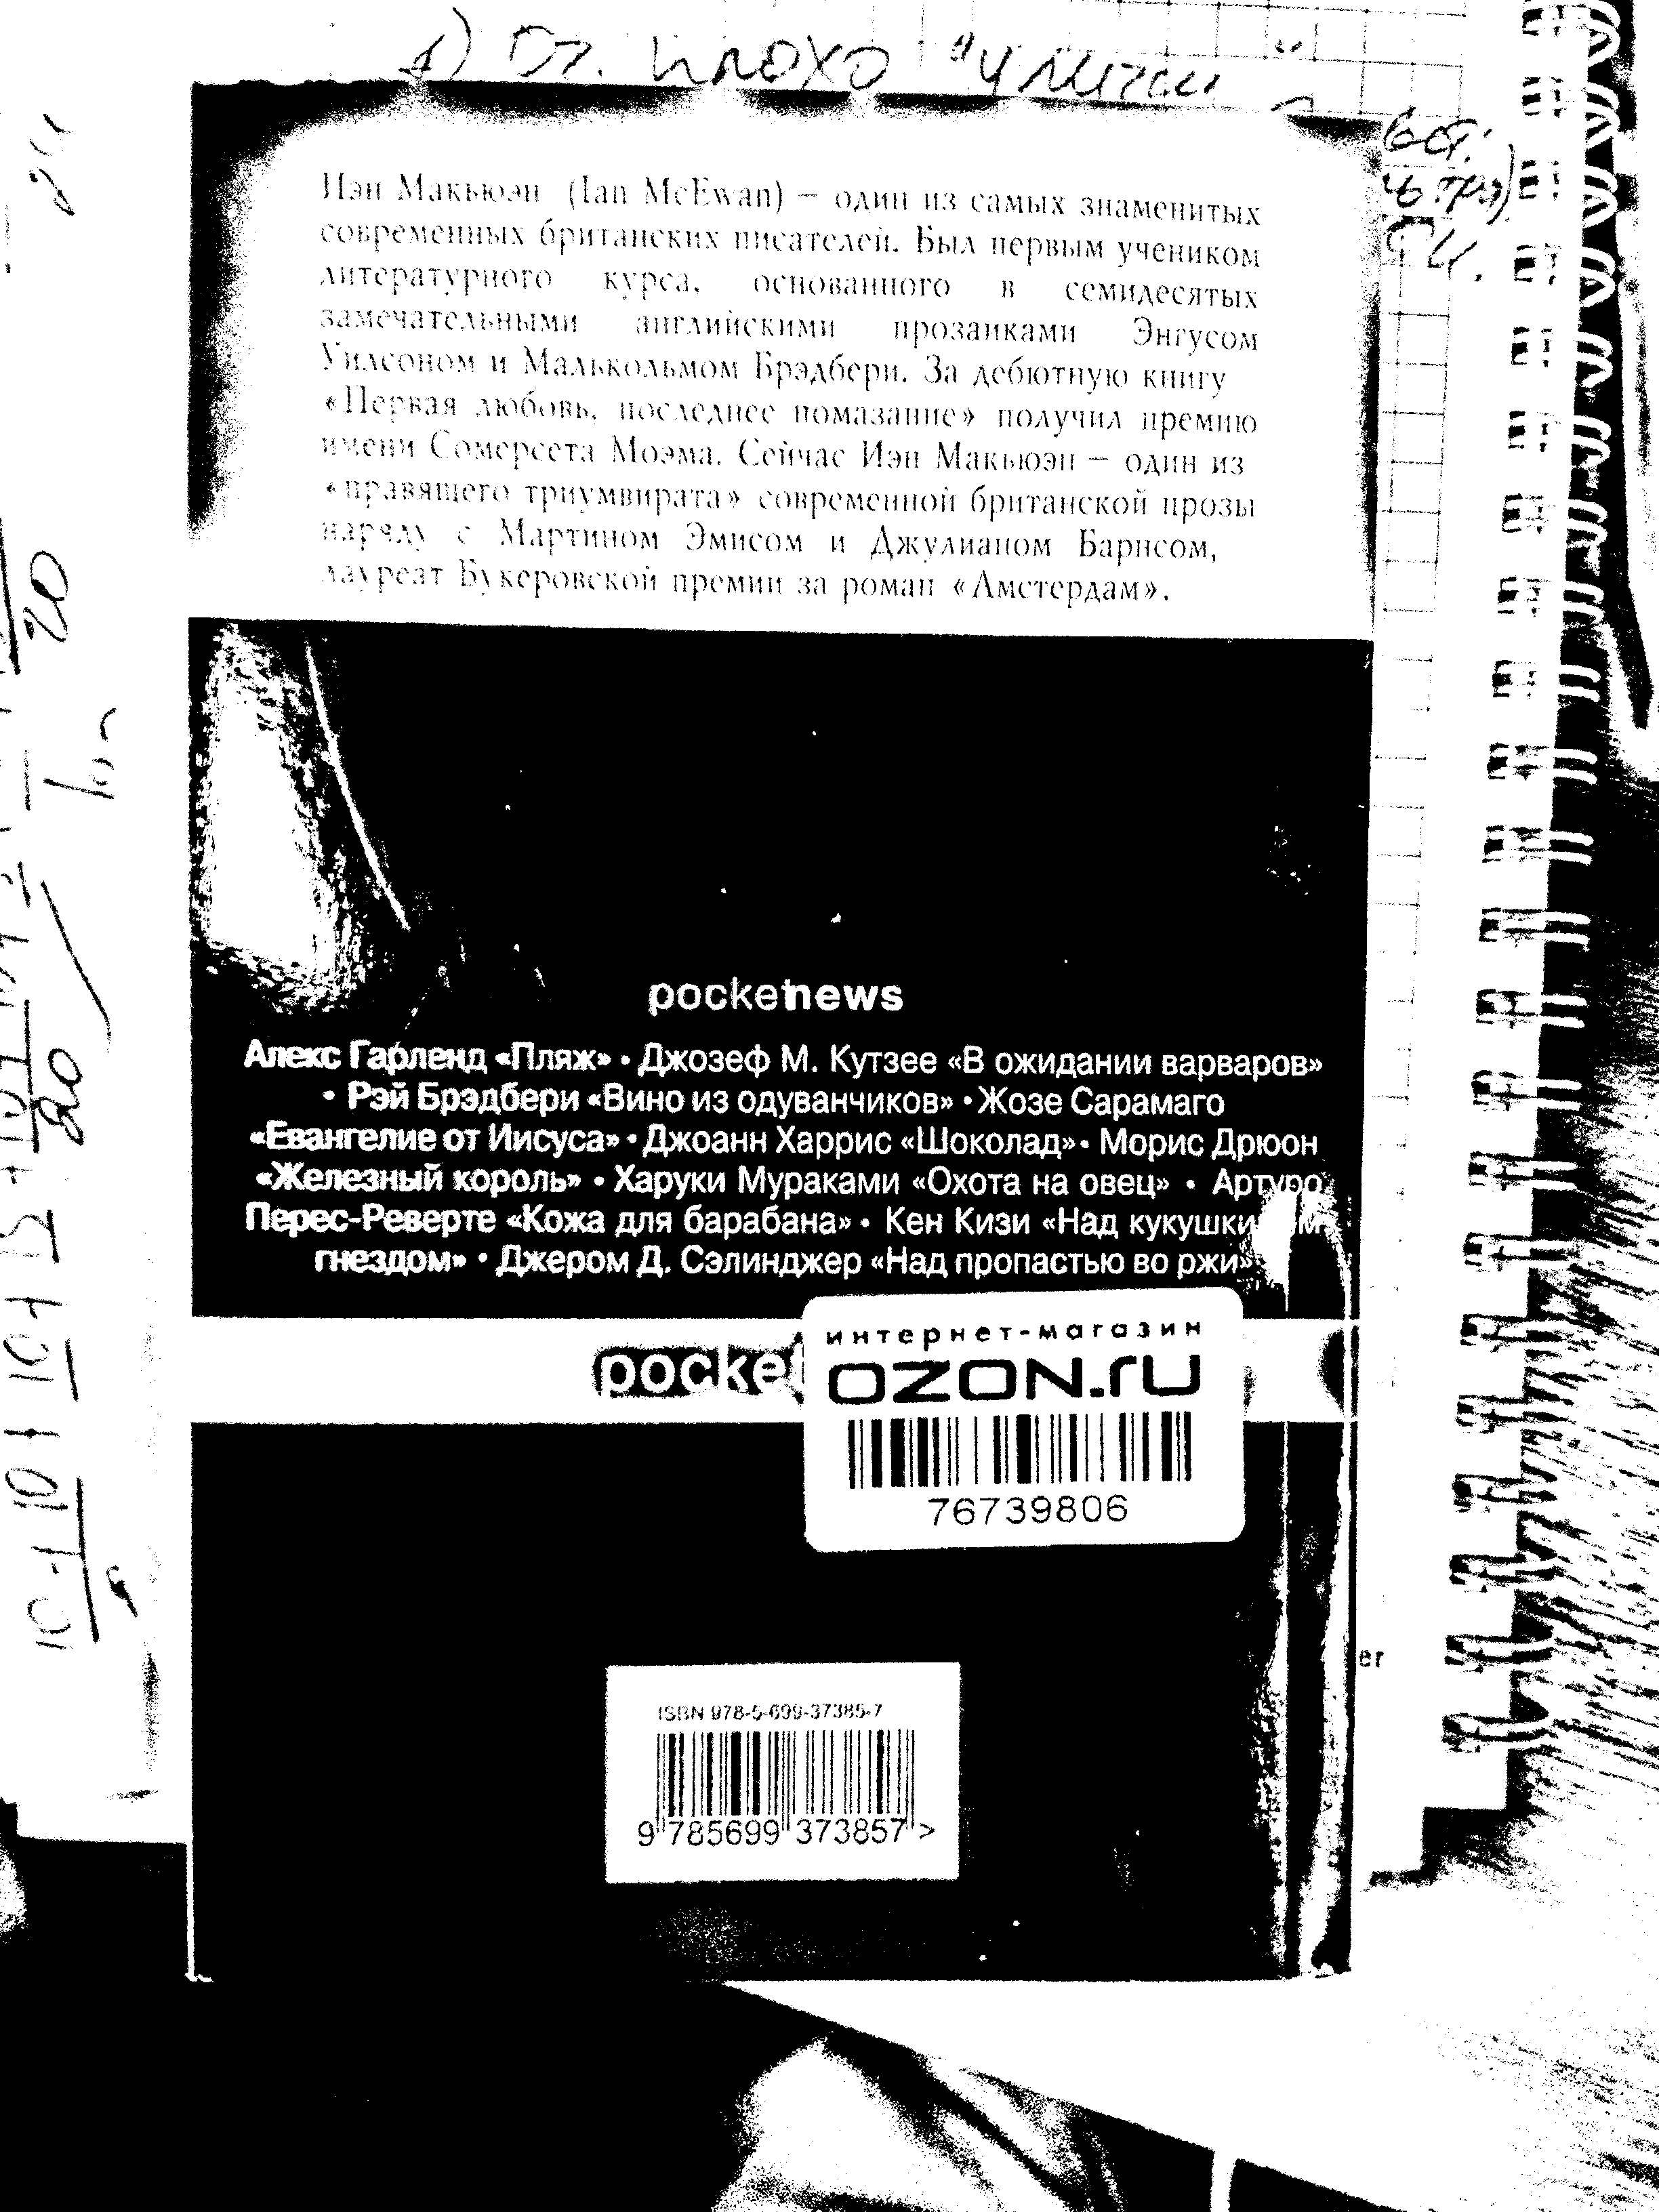 плохо
Иэн Макьюэн (Ian McEwan) – один из самых знаменитых
современных британских писателей. Был первым учеником
литературного курса, основанного в семидесятых
замечательными английскими прозаиками Энгусом
Уилсоном и Малькольмом Брэдбери. За дебютную книгу
«Первая любовь, последнее помазание» получил премию
имени Сомерсета Моэма. Сейчас Иэн Макьюэн – один из
«правящего триумвирата» современной британской прозы
наряду с Мартином Эмисом и Джулианом Барнсом,
лауреат Букеровской премии за роман «Амстердам».
pocketnews
Алекс Гарленд «Пляж» • Джозеф М. Кутзее «В ожидании варваров»
• Рэй Брэдбери «Вино из одуванчиков» • Жозе Сарамаго
«Евангелие от Иисуса» • Джоанн Харрис «Шоколад» • Морис Дрюон
«Железный король» • Харуки Мураками «Охота на овец» • Артуро
Перес-Реверте «Кожа для барабана» • Кен Кизи «Над кукушкиным
гнездом» • Джером Д. Сэлинджер «Над пропастью во ржи»
pocket
интернет-магазин
OZON.ru
76739806
ISBN 978-5-699-37385-7
9 785699 373857 >
er
20
20